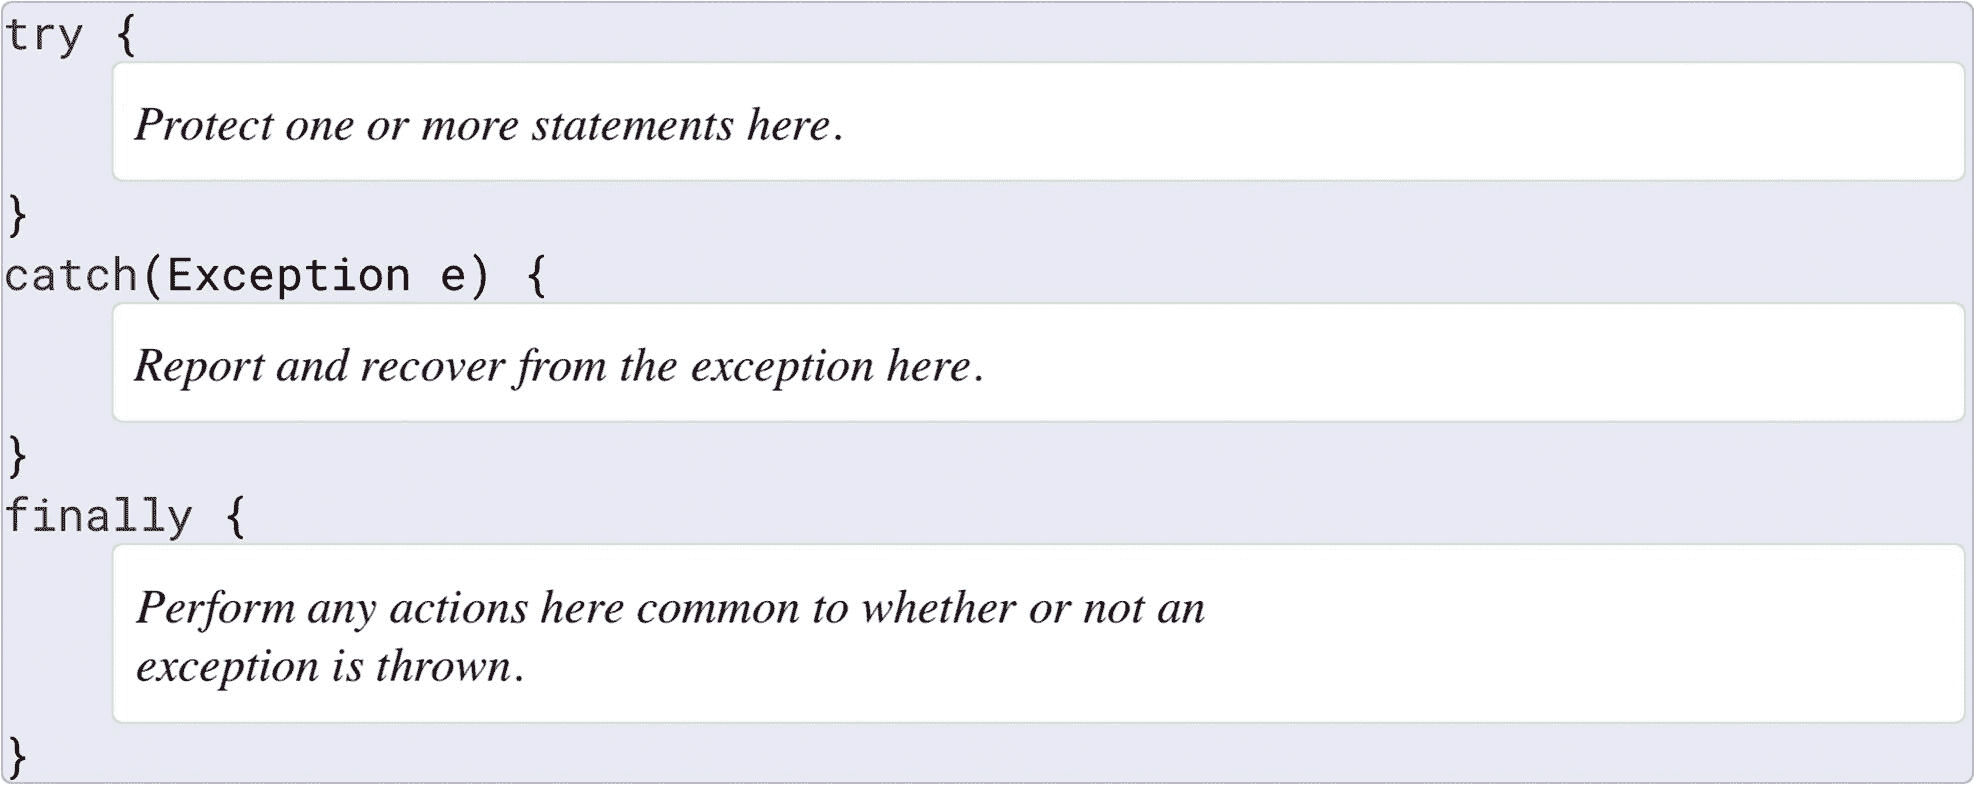 try {
Protect one or more statements here.
}
catch(Exception e) {
Report and recover from the exception here.
}
finally {
Perform any actions here common to whether or not an
exception is thrown.
}